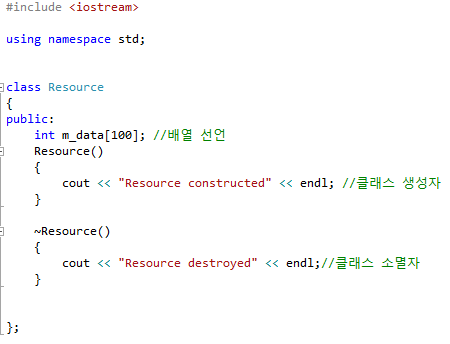 #include <iostream>
using namespace std;
class Resource
{
public:
int m_data[100]; //배열 선언
Resource()
{
cout << "Resource constructed" << endl; //클래스 생성자
}
~Resource()
{
cout << "Resource destroyed" << endl;//클래스 소멸자
}
};